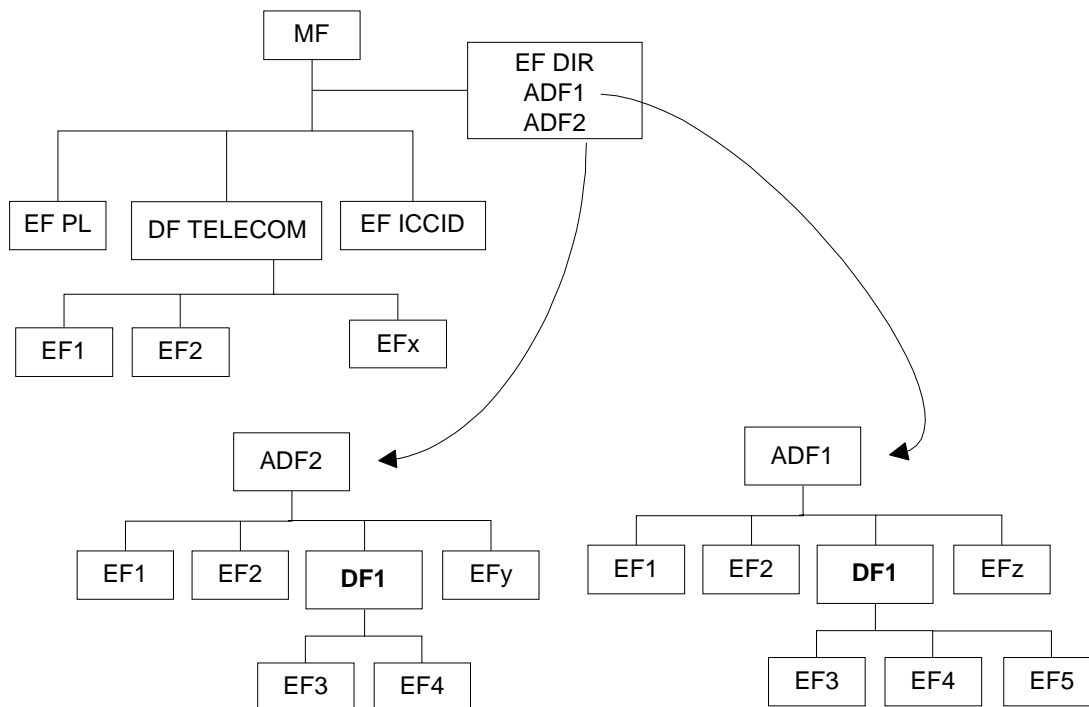 MF
EF DIR
ADF1
ADF2
EF PL
DF TELECOM
EF ICCID
EF1
EF2
EFx
ADF2
ADF1
EF1
EF2
DF1
EFy
EF1
EF2
DF1
EFz
EF3
EF4
EF3
EF4
EF5